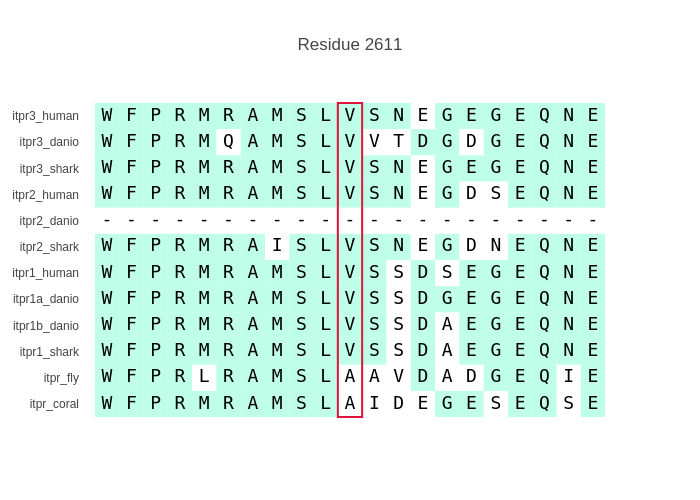 Residue 2611
itpr3_human W F P R M R A M S L V S N E G E G E Q N E
itpr3_danio W F P R M Q A M S L V V T D G D G E Q N E
itpr3_shark W F P R M R A M S L V S N E G E G E Q N E
itpr2_human W F P R M R A M S L V S N E G D S E Q N E
itpr2_danio - - - - - - - - - - - - - - - - - - - - -
itpr2_shark W F P R M R A I S L V S N E G D N E Q N E
itpr1_human W F P R M R A M S L V S S D S E G E Q N E
itpr1a_danio W F P R M R A M S L V S S D G E G E Q N E
itpr1b_danio W F P R M R A M S L V S S D A E G E Q N E
itpr1_shark W F P R M R A M S L V S S D A E G E Q N E
itpr_fly W F P R L R A M S L A A V D A D G E Q I E
itpr_coral W F P R M R A M S L A I D E G E S E Q S E